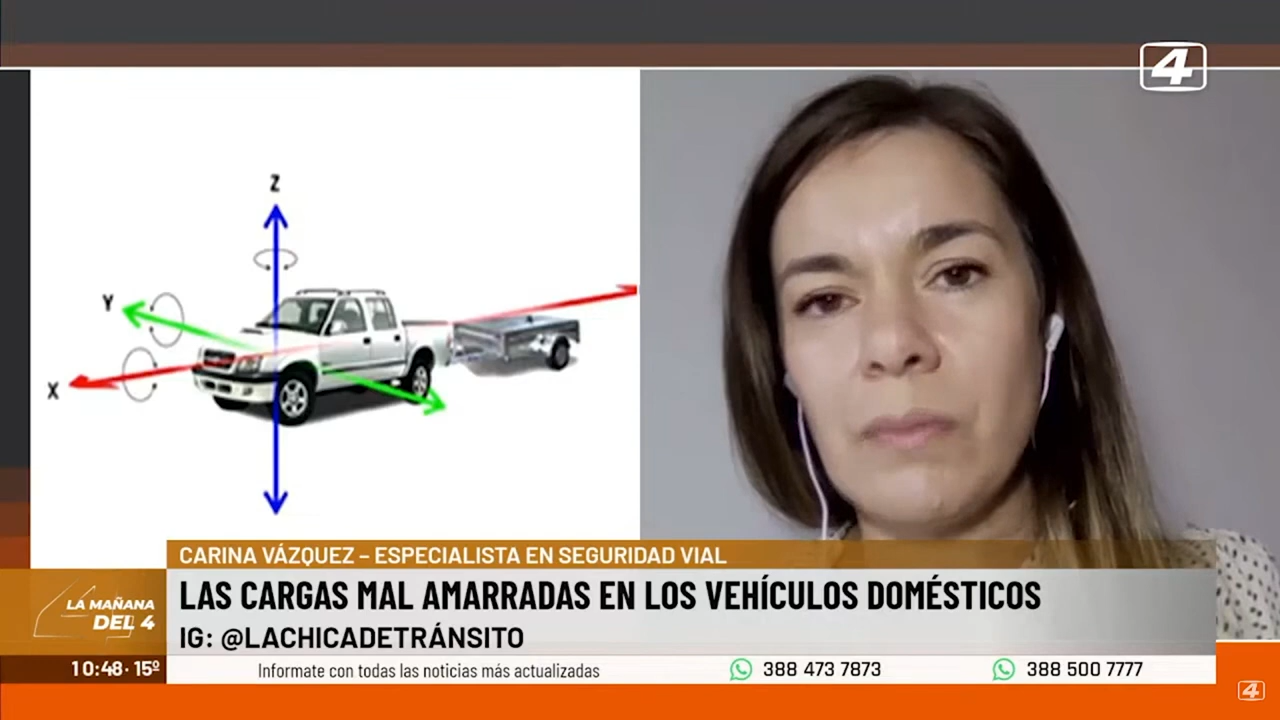 4
Z
Y
X
CARINA VÁZQUEZ – ESPECIALISTA EN SEGURIDAD VIAL
LAS CARGAS MAL AMARRADAS EN LOS VEHÍCULOS DOMÉSTICOS
IG: @LACHICADETRÁNSITO
LA MAÑANA
DEL 4
10:48· 15º
Informate con todas las noticias más actualizadas
388 473 7873
388 500 7777
4